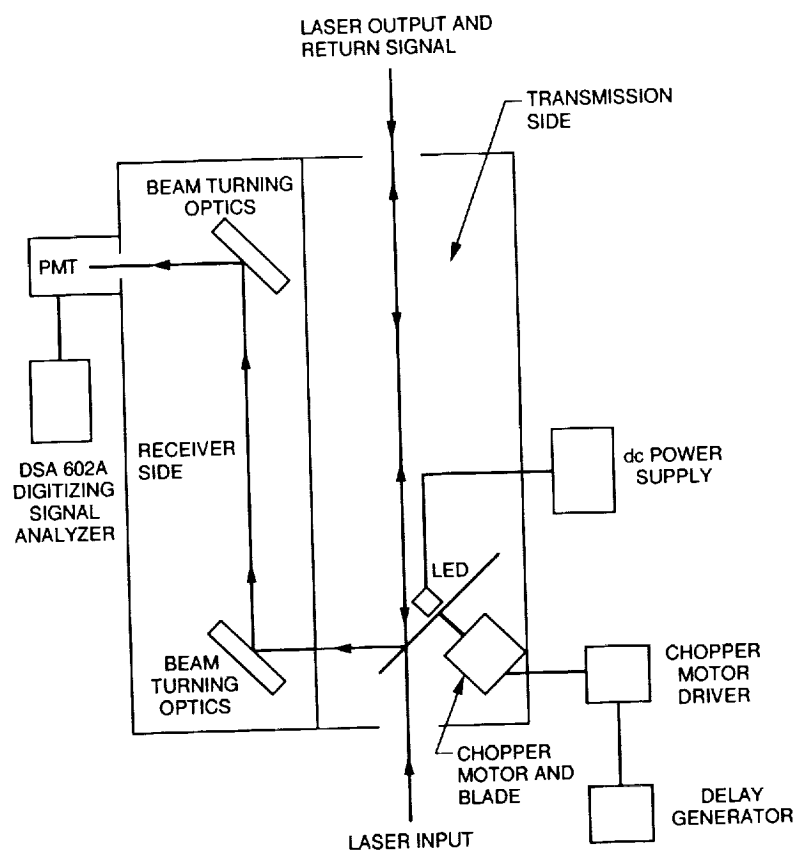 LASER OUTPUT AND
RETURN SIGNAL
TRANSMISSION
SIDE
BEAM TURNING
OPTICS
PMT
RECEIVER
SIDE
DSA 602A
DIGITIZING
SIGNAL
ANALYZER
dc POWER
SUPPLY
LED
BEAM
TURNING
OPTICS
CHOPPER
MOTOR
DRIVER
CHOPPER
MOTOR AND
BLADE
DELAY
GENERATOR
LASER INPUT